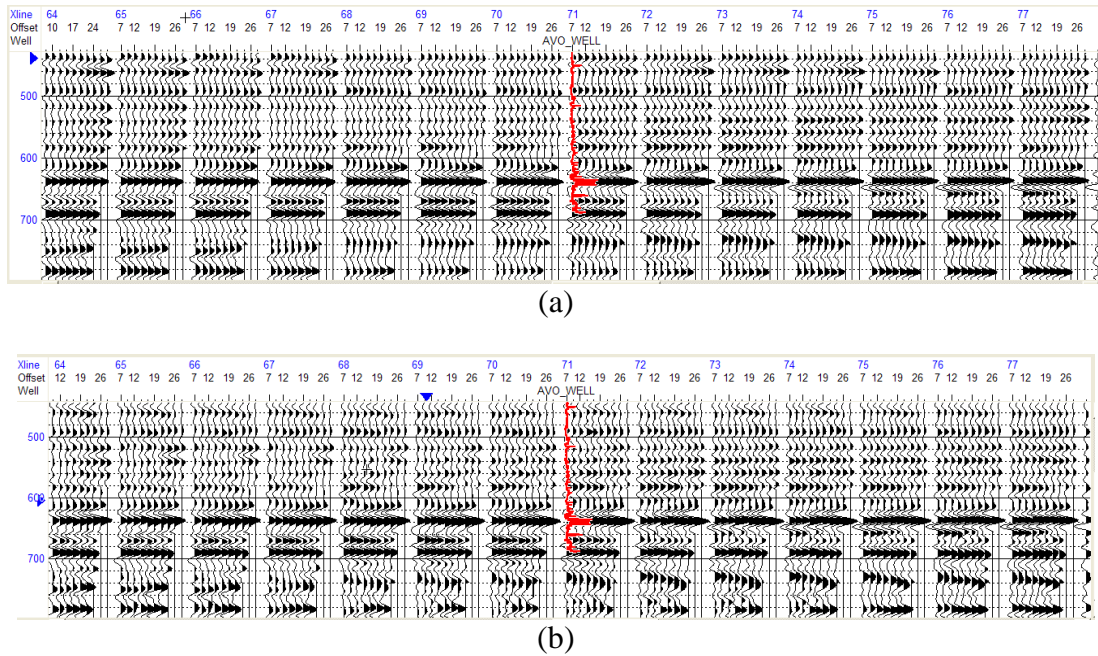 Xline 64 65 66 67 68 69 70 71 72 73 74 75 76 77
Offset 10 17 24 7 12 19 26 7 12 19 26 7 12 19 26 7 12 19 26 7 12 19 26 7 12 19 26 7 12 19 26 7 12 19 26 7 12 19 26 7 12 19 26 7 12 19 26 7 12 19 26 7 12 19 26
Well AVO_WELL
500
600
700
(a)
Xline 64 65 66 67 68 69 70 71 72 73 74 75 76 77
Offset 12 19 26 7 12 19 26 7 12 19 26 7 12 19 26 7 12 19 26 7 12 19 26 7 12 19 26 7 12 19 26 7 12 19 26 7 12 19 26 7 12 19 26 7 12 19 26 7 12 19 26 7 12 19 26
Well AVO_WELL
500
600
700
(b)